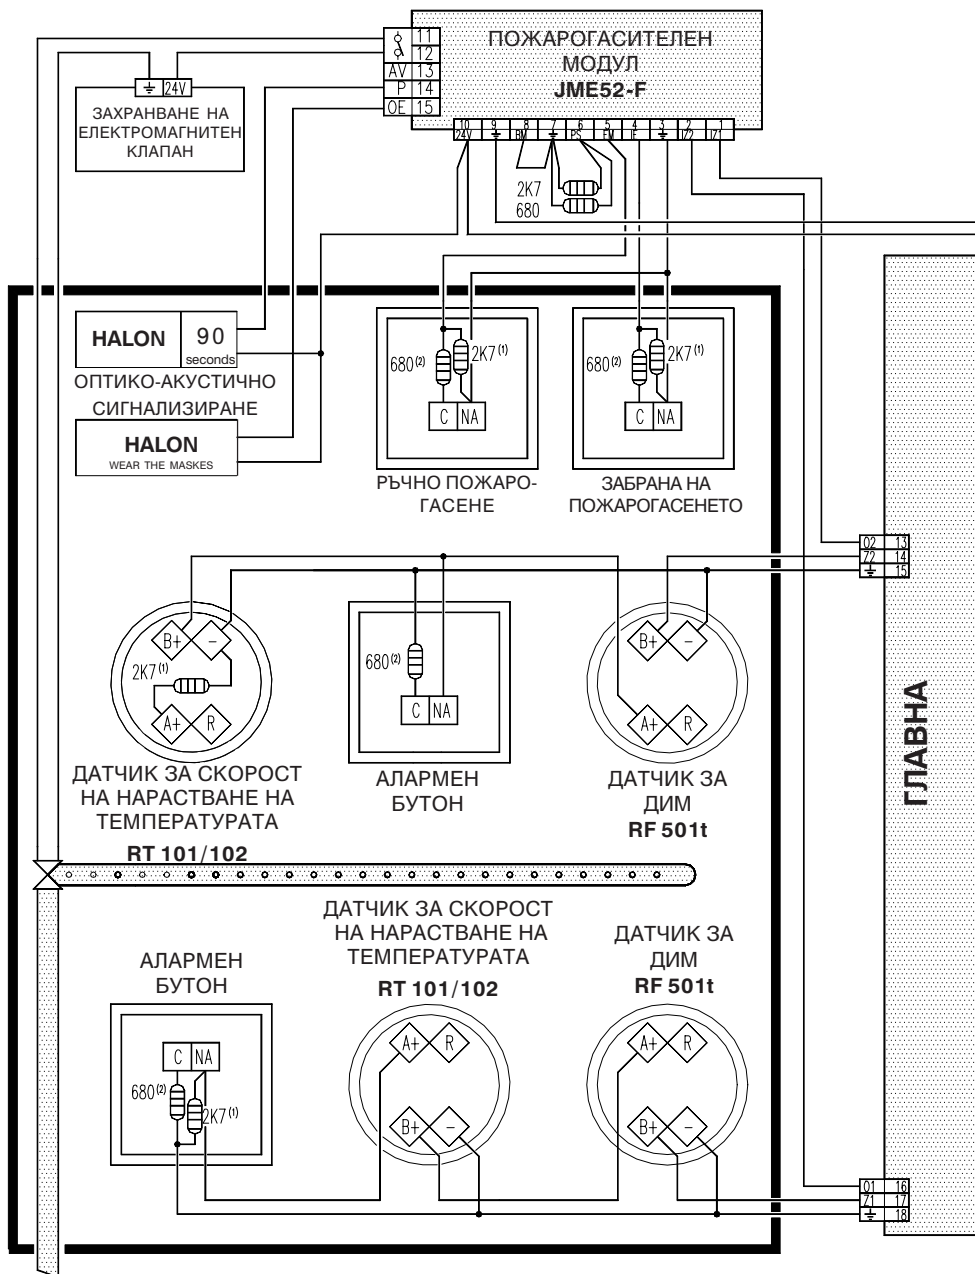 ПОЖАРОГАСИТЕЛЕН
МОДУЛ
JME52-F
11
12
AV 13
P 14
OE 15
10 9 8 7 6 5 4 3 2 1
24V BM PS EM IE IZ2 IZ1
24V
ЗАХРАНВАНЕ НА
ЕЛЕКТРОМАГНИТЕН
КЛАПАН
2K7
680
HALON 90
seconds
ОПТИКО-АКУСТИЧНО
СИГНАЛИЗИРАНЕ
HALON
WEAR THE MASKES
680(2) 2K7(1)
C NA
РЪЧНО ПОЖАРО-
ГАСЕНЕ
680(2) 2K7(1)
C NA
ЗАБРАНА НА
ПОЖАРОГАСЕНЕТО
O2 13
Z2 14
15
B+ -
2K7(1)
A+ R
ДАТЧИК ЗА СКОРОСТ
НА НАРАСТВАНЕ НА
ТЕМПЕРАТУРАТА
RT 101/102
680(2)
C NA
АЛАРМЕН
БУТОН
B+ -
A+ R
ДАТЧИК ЗА
ДИМ
RF 501t
ГЛАВНА
АЛАРМЕН
БУТОН
C NA
680(2)
2K7(1)
ДАТЧИК ЗА СКОРОСТ
НА НАРАСТВАНЕ НА
ТЕМПЕРАТУРАТА
RT 101/102
A+ R
B+ -
ДАТЧИК ЗА
ДИМ
RF 501t
A+ R
B+ -
O1 16
Z1 17
18